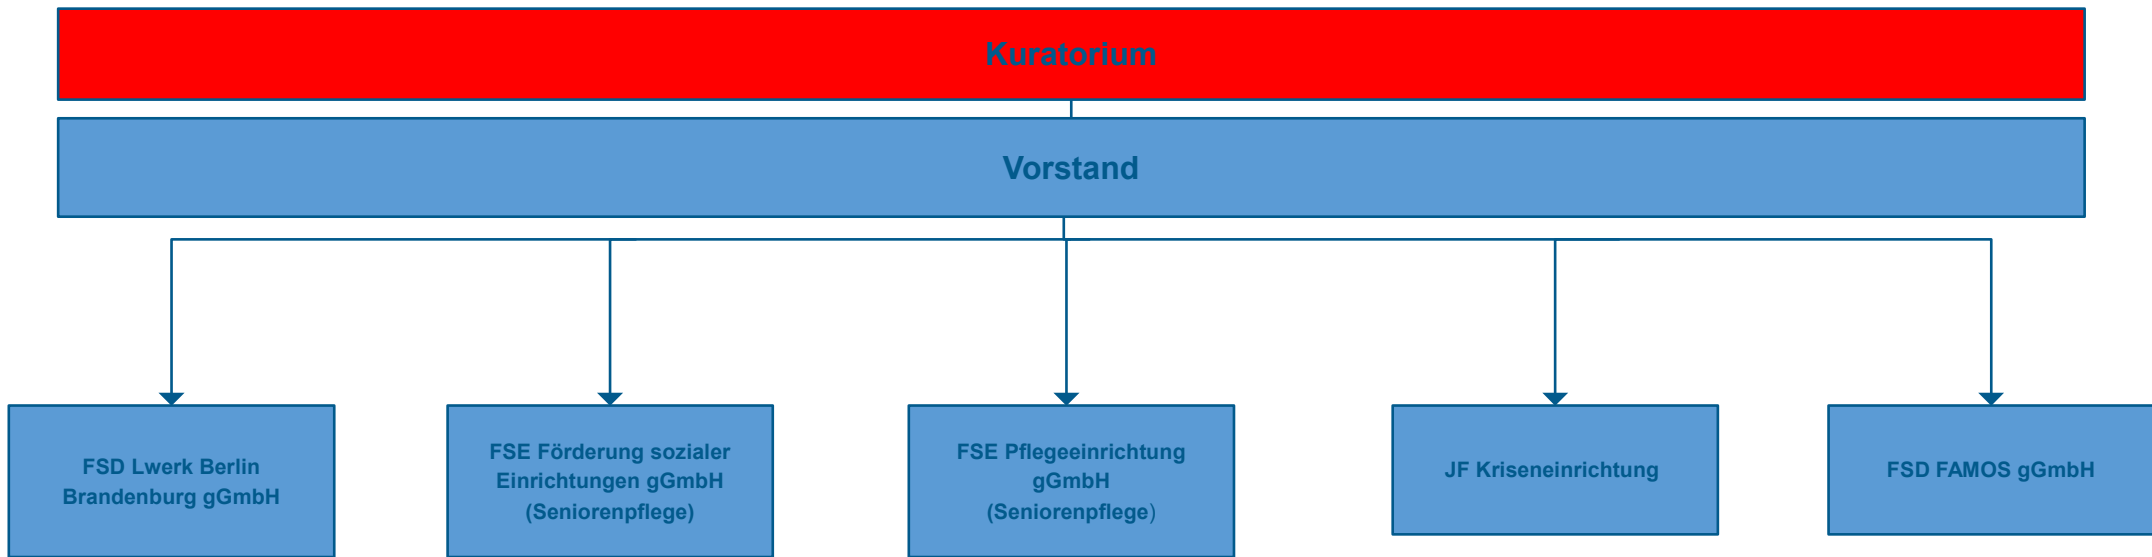 Kuratorium
Vorstand
FSD Lwerk Berlin
Brandenburg gGmbH
FSE Förderung sozialer
Einrichtungen gGmbH
(Seniorenpflege)
FSE Pflegeeinrichtung
gGmbH
(Seniorenpflege)
JF Kriseneinrichtung
FSD FAMOS gGmbH